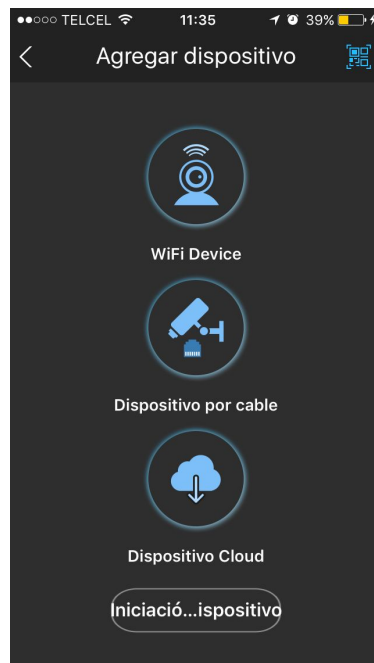 TELCEL 11:35 39%
Agregar dispositivo
WiFi Device
Dispositivo por cable
Dispositivo Cloud
Iniciació...ispositivo